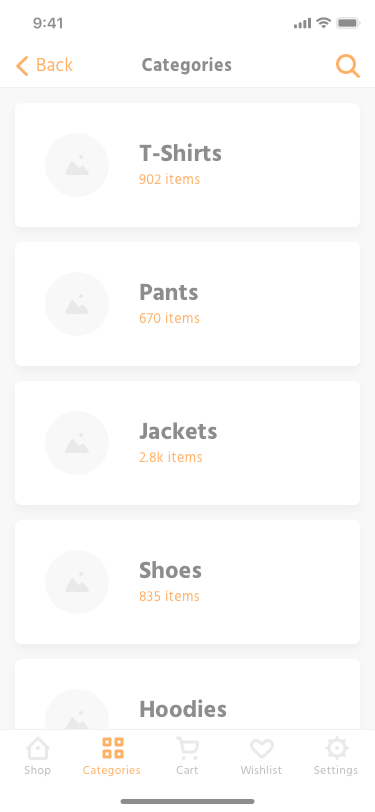 9:41
Back Categories
T-Shirts
902 items
Pants
670 items
Jackets
2.8k items
Shoes
835 items
Hoodies
Shop Categories Cart Wishlist Settings